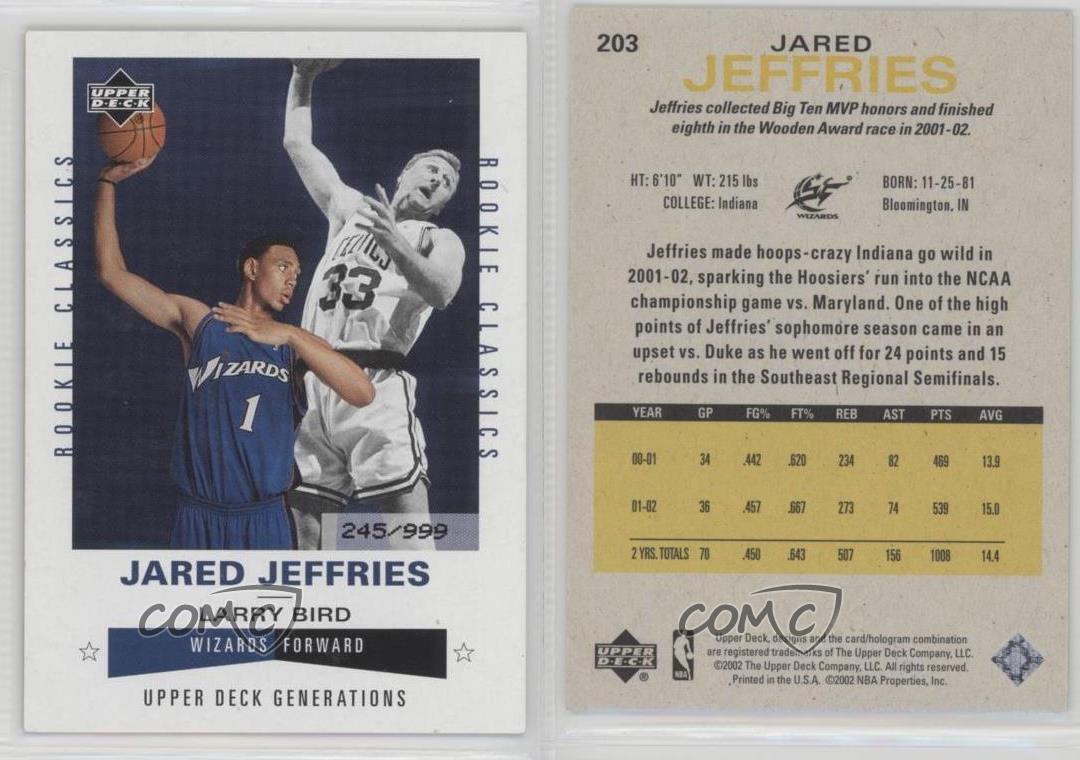 UPPER
D·E·C·K
ROOKIE CLASSICS
ROOKIE CLASSICS
CELTICS
33
WIZARDS
1
245/999
JARED JEFFRIES
LARRY BIRD
COMC
WIZARDS FORWARD
UPPER DECK GENERATIONS
203
JARED
JEFFRIES
Jeffries collected Big Ten MVP honors and finished
eighth in the Wooden Award race in 2001-02.
HT: 6'10" WT: 215 lbs
COLLEGE: Indiana
WIZARDS
BORN: 11-25-81
Bloomington, IN
Jeffries made hoops-crazy Indiana go wild in
2001-02, sparking the Hoosiers' run into the NCAA
championship game vs. Maryland. One of the high
points of Jeffries' sophomore season came in an
upset vs. Duke as he went off for 24 points and 15
rebounds in the Southeast Regional Semifinals.
YEAR GP FG% FT% REB AST PTS AVG
00-01 34 .442 .620 234 82 469 13.9
01-02 36 .457 .667 273 74 539 15.0
2 YRS. TOTALS 70 .450 .643 507 156 1008 14.4
COMC
UPPER
D·E·C·K
®
NBA
Upper Deck, designs and the card/hologram combination
are registered trademarks of The Upper Deck Company, LLC.
©2002 The Upper Deck Company, LLC. All rights reserved.
Printed in the U.S.A. ©2002 NBA Properties, Inc.